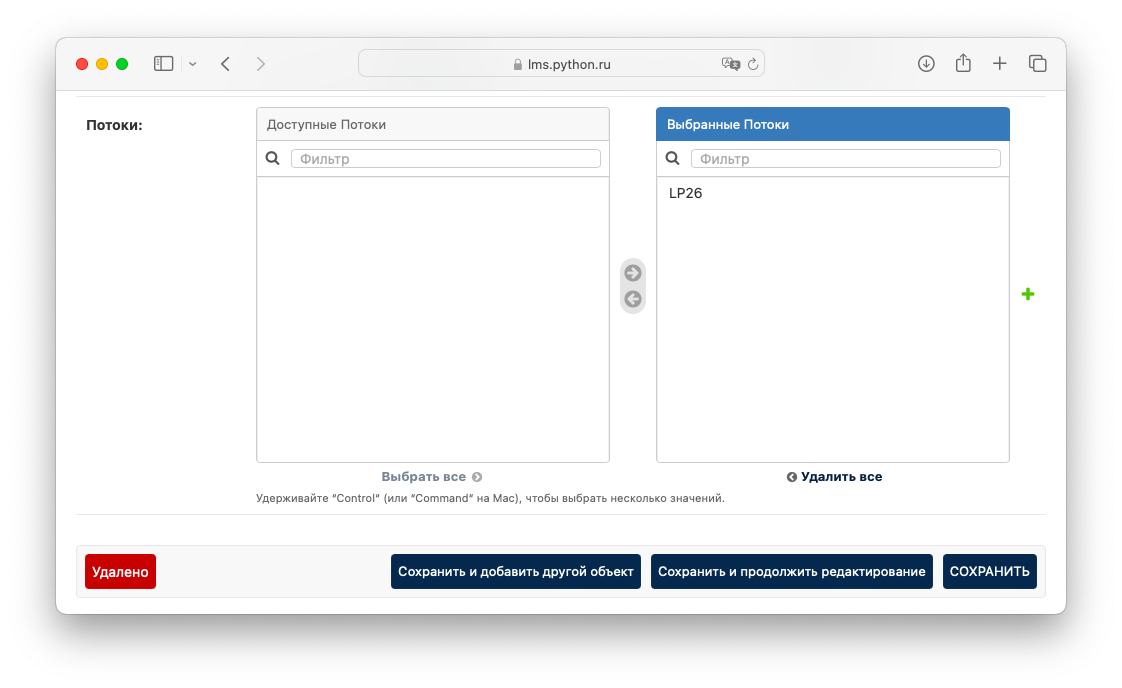 lms.python.ru
Потоки:
Доступные Потоки
Выбранные Потоки
Фильтр
Фильтр
LP26
Выбрать все
Удалить все
Удерживайте “Control” (или “Command” на Mac), чтобы выбрать несколько значений.
Удалено
Сохранить и добавить другой объект
Сохранить и продолжить редактирование
СОХРАНИТЬ